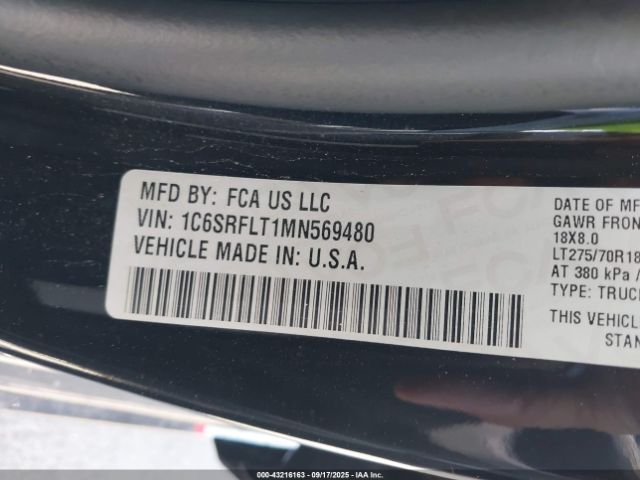 MFD BY: FCA US LLC
VIN: 1C6SRFLT1MN569480
VEHICLE MADE IN: U.S.A.
DATE OF MF
GAWR FRON
18X8.0
LT275/70R18
AT 380 kPa /
TYPE: TRUC
THIS VEHICL
STAN
000-43216163 - 09/17/2025 - IAA Inc.